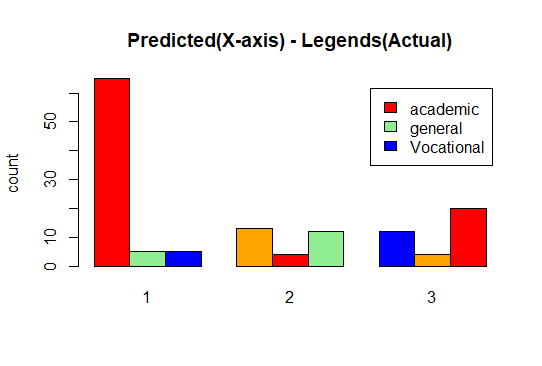 Predicted(X-axis) - Legends(Actual)
academic
general
Vocational
count
50
30
10
0
1 2 3